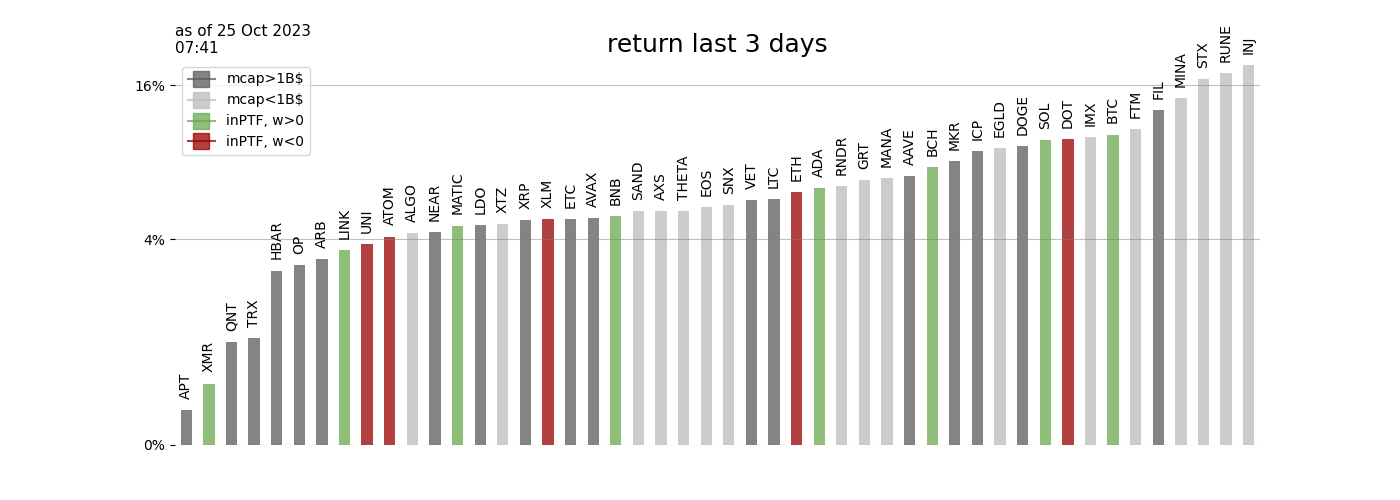 as of 25 Oct 2023
07:41
return last 3 days
mcap>1B$
mcap<1B$
inPTF, w>0
inPTF, w<0
16%
4%
0%
APT
XMR
QNT
TRX
HBAR
OP
ARB
LINK
UNI
ATOM
ALGO
NEAR
MATIC
LDO
XTZ
XRP
XLM
ETC
AVAX
BNB
SAND
AXS
THETA
EOS
SNX
VET
LTC
ETH
ADA
RNDR
GRT
MANA
AAVE
BCH
MKR
ICP
EGLD
DOGE
SOL
DOT
IMX
BTC
FTM
FIL
MINA
STX
RUNE
INJ